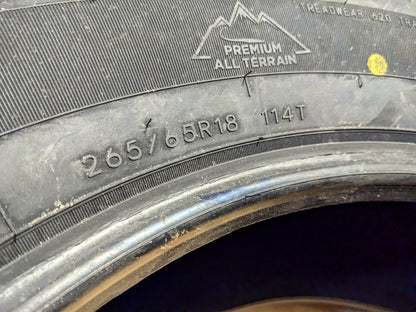 TREADWEAR 620
PREMIUM
ALL TERRAIN
265/65R18 114T